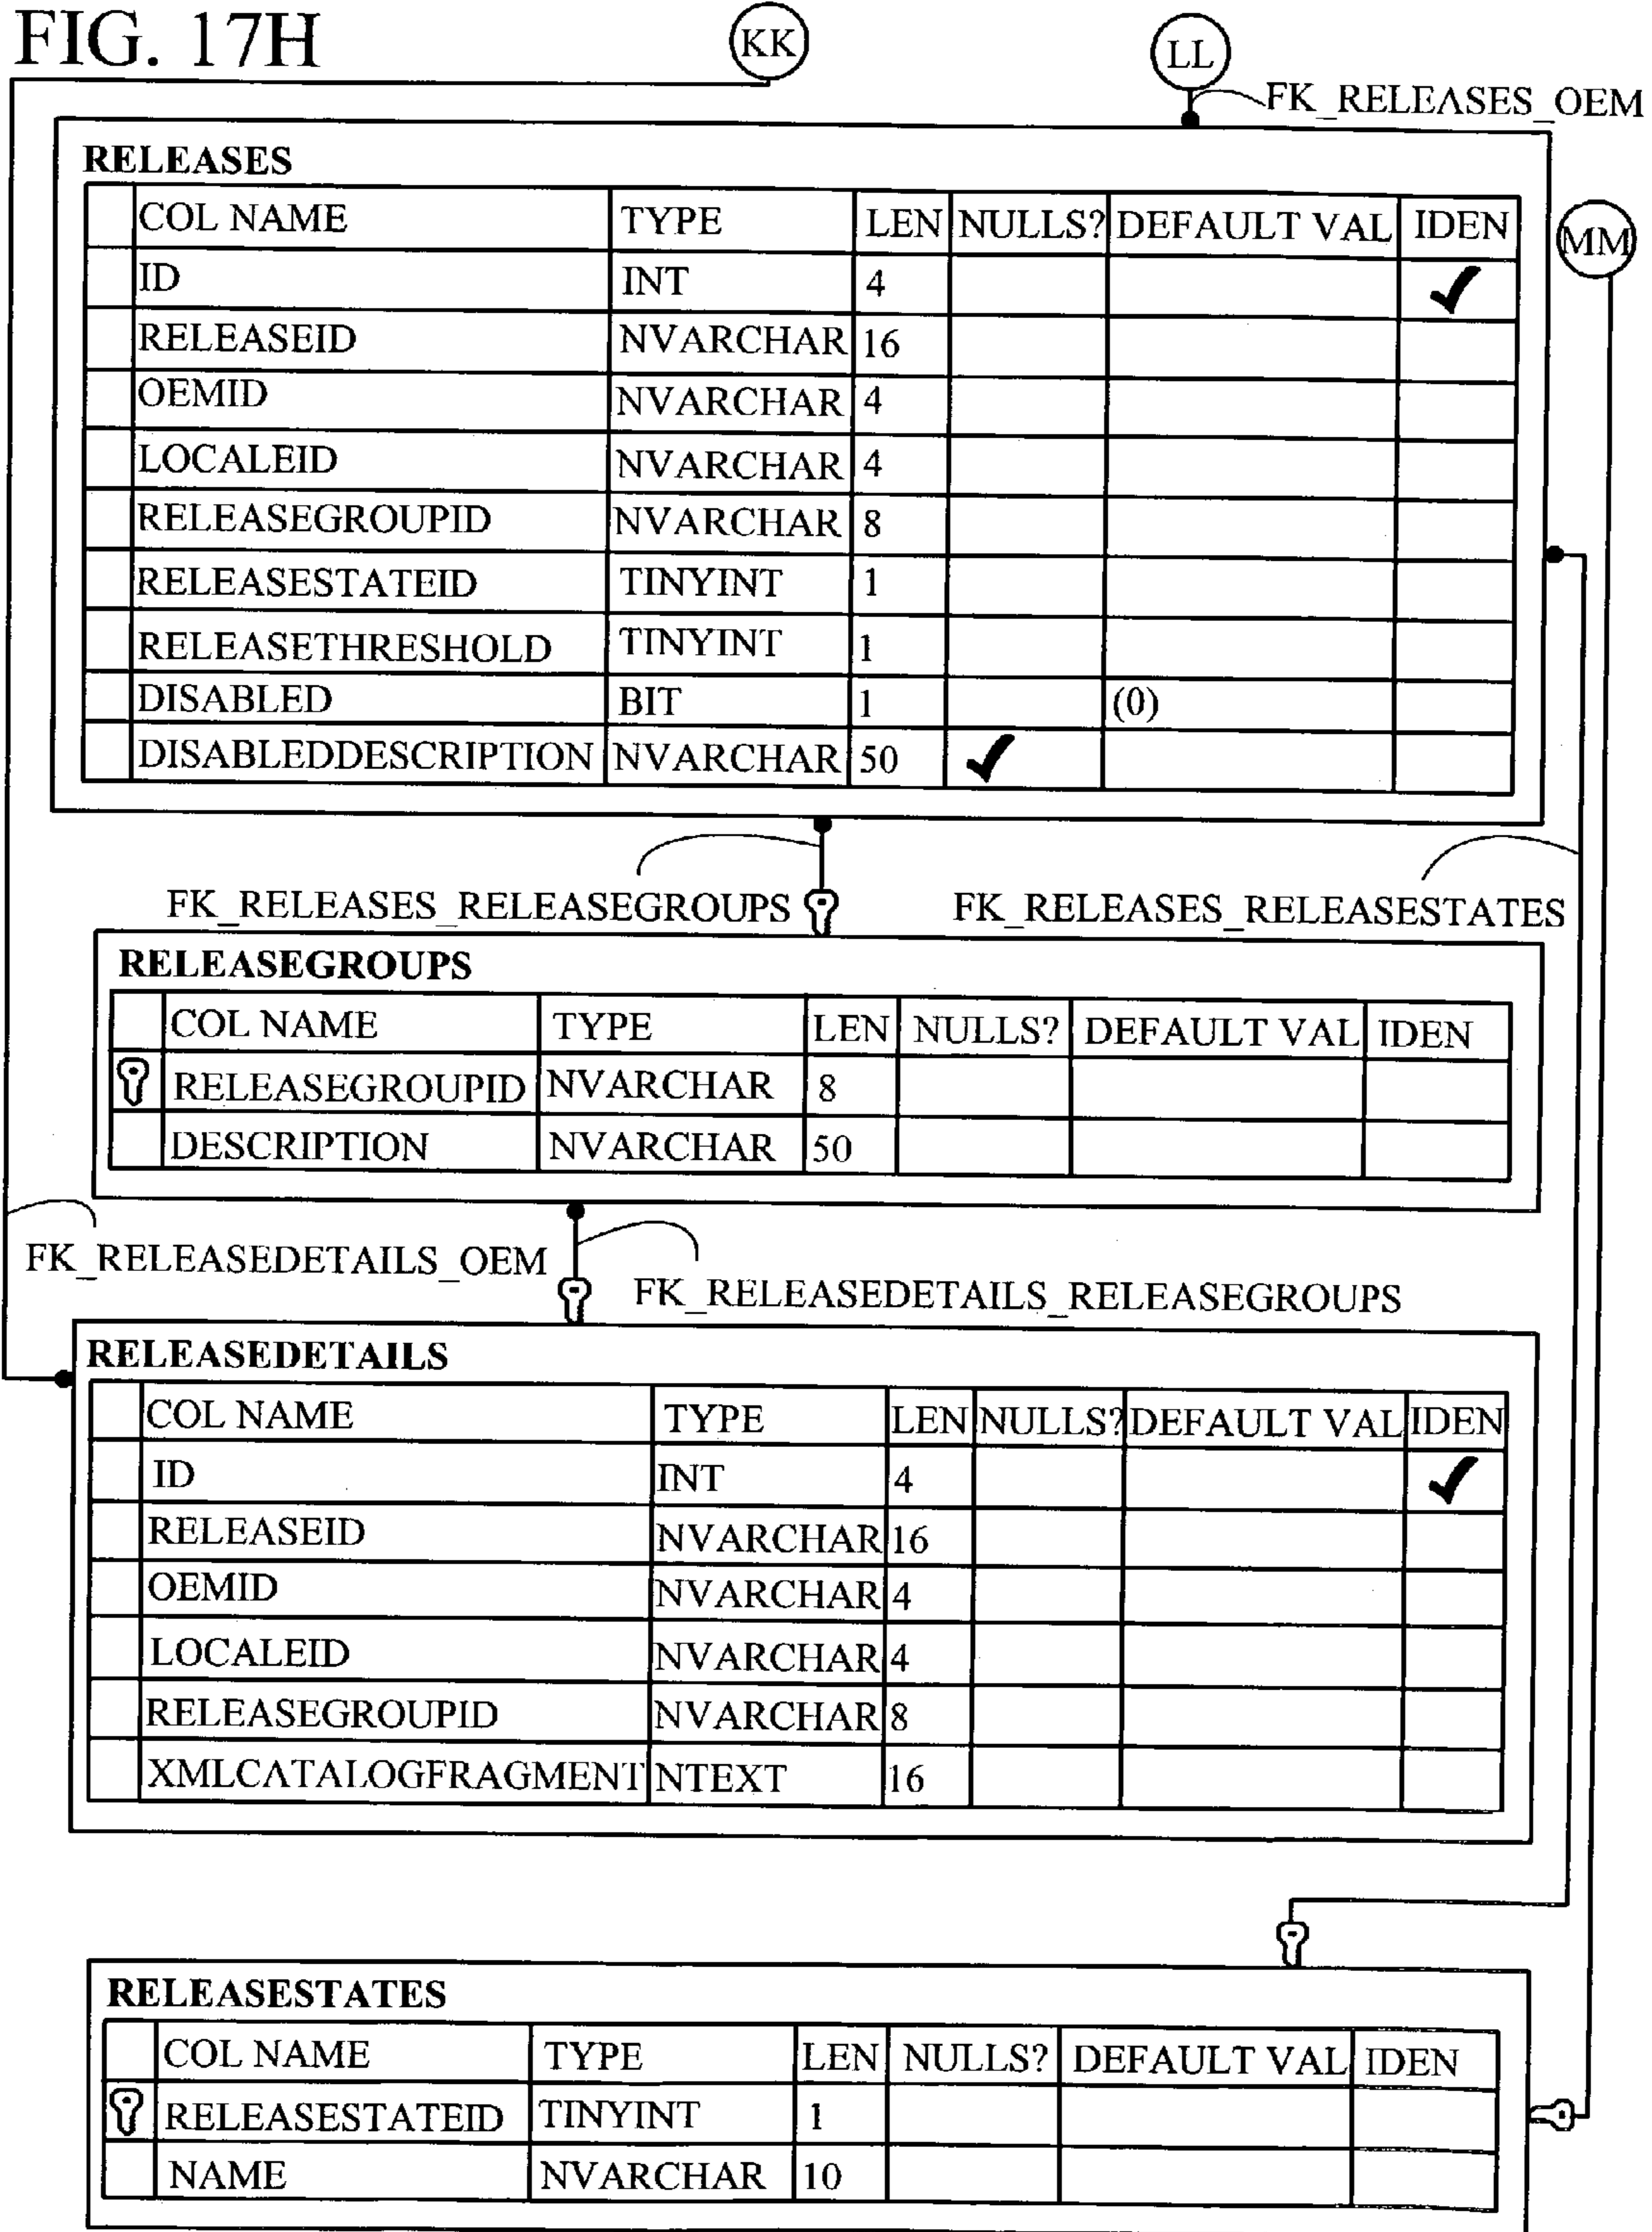 FIG. 17H
KK
LL
FK_RELEASES_OEM
MM
RELEASES
COL NAME TYPE LEN NULLS? DEFAULT VAL IDEN
ID INT 4 ✓
RELEASEID NVARCHAR 16
OEMID NVARCHAR 4
LOCALEID NVARCHAR 4
RELEASEGROUPID NVARCHAR 8
RELEASESTATEID TINYINT 1
RELEASETHRESHOLD TINYINT 1
DISABLED BIT 1 (0)
DISABLEDDESCRIPTION NVARCHAR 50 ✓
FK_RELEASES_RELEASEGROUPS FK_RELEASES_RELEASESTATES
RELEASEGROUPS
COL NAME TYPE LEN NULLS? DEFAULT VAL IDEN
RELEASEGROUPID NVARCHAR 8
DESCRIPTION NVARCHAR 50
FK_RELEASEDETAILS_OEM
FK_RELEASEDETAILS_RELEASEGROUPS
RELEASEDETAILS
COL NAME TYPE LEN NULLS? DEFAULT VAL IDEN
ID INT 4 ✓
RELEASEID NVARCHAR 16
OEMID NVARCHAR 4
LOCALEID NVARCHAR 4
RELEASEGROUPID NVARCHAR 8
XMLCATALOGFRAGMENT NTEXT 16
RELEASESTATES
COL NAME TYPE LEN NULLS? DEFAULT VAL IDEN
RELEASESTATEID TINYINT 1
NAME NVARCHAR 10